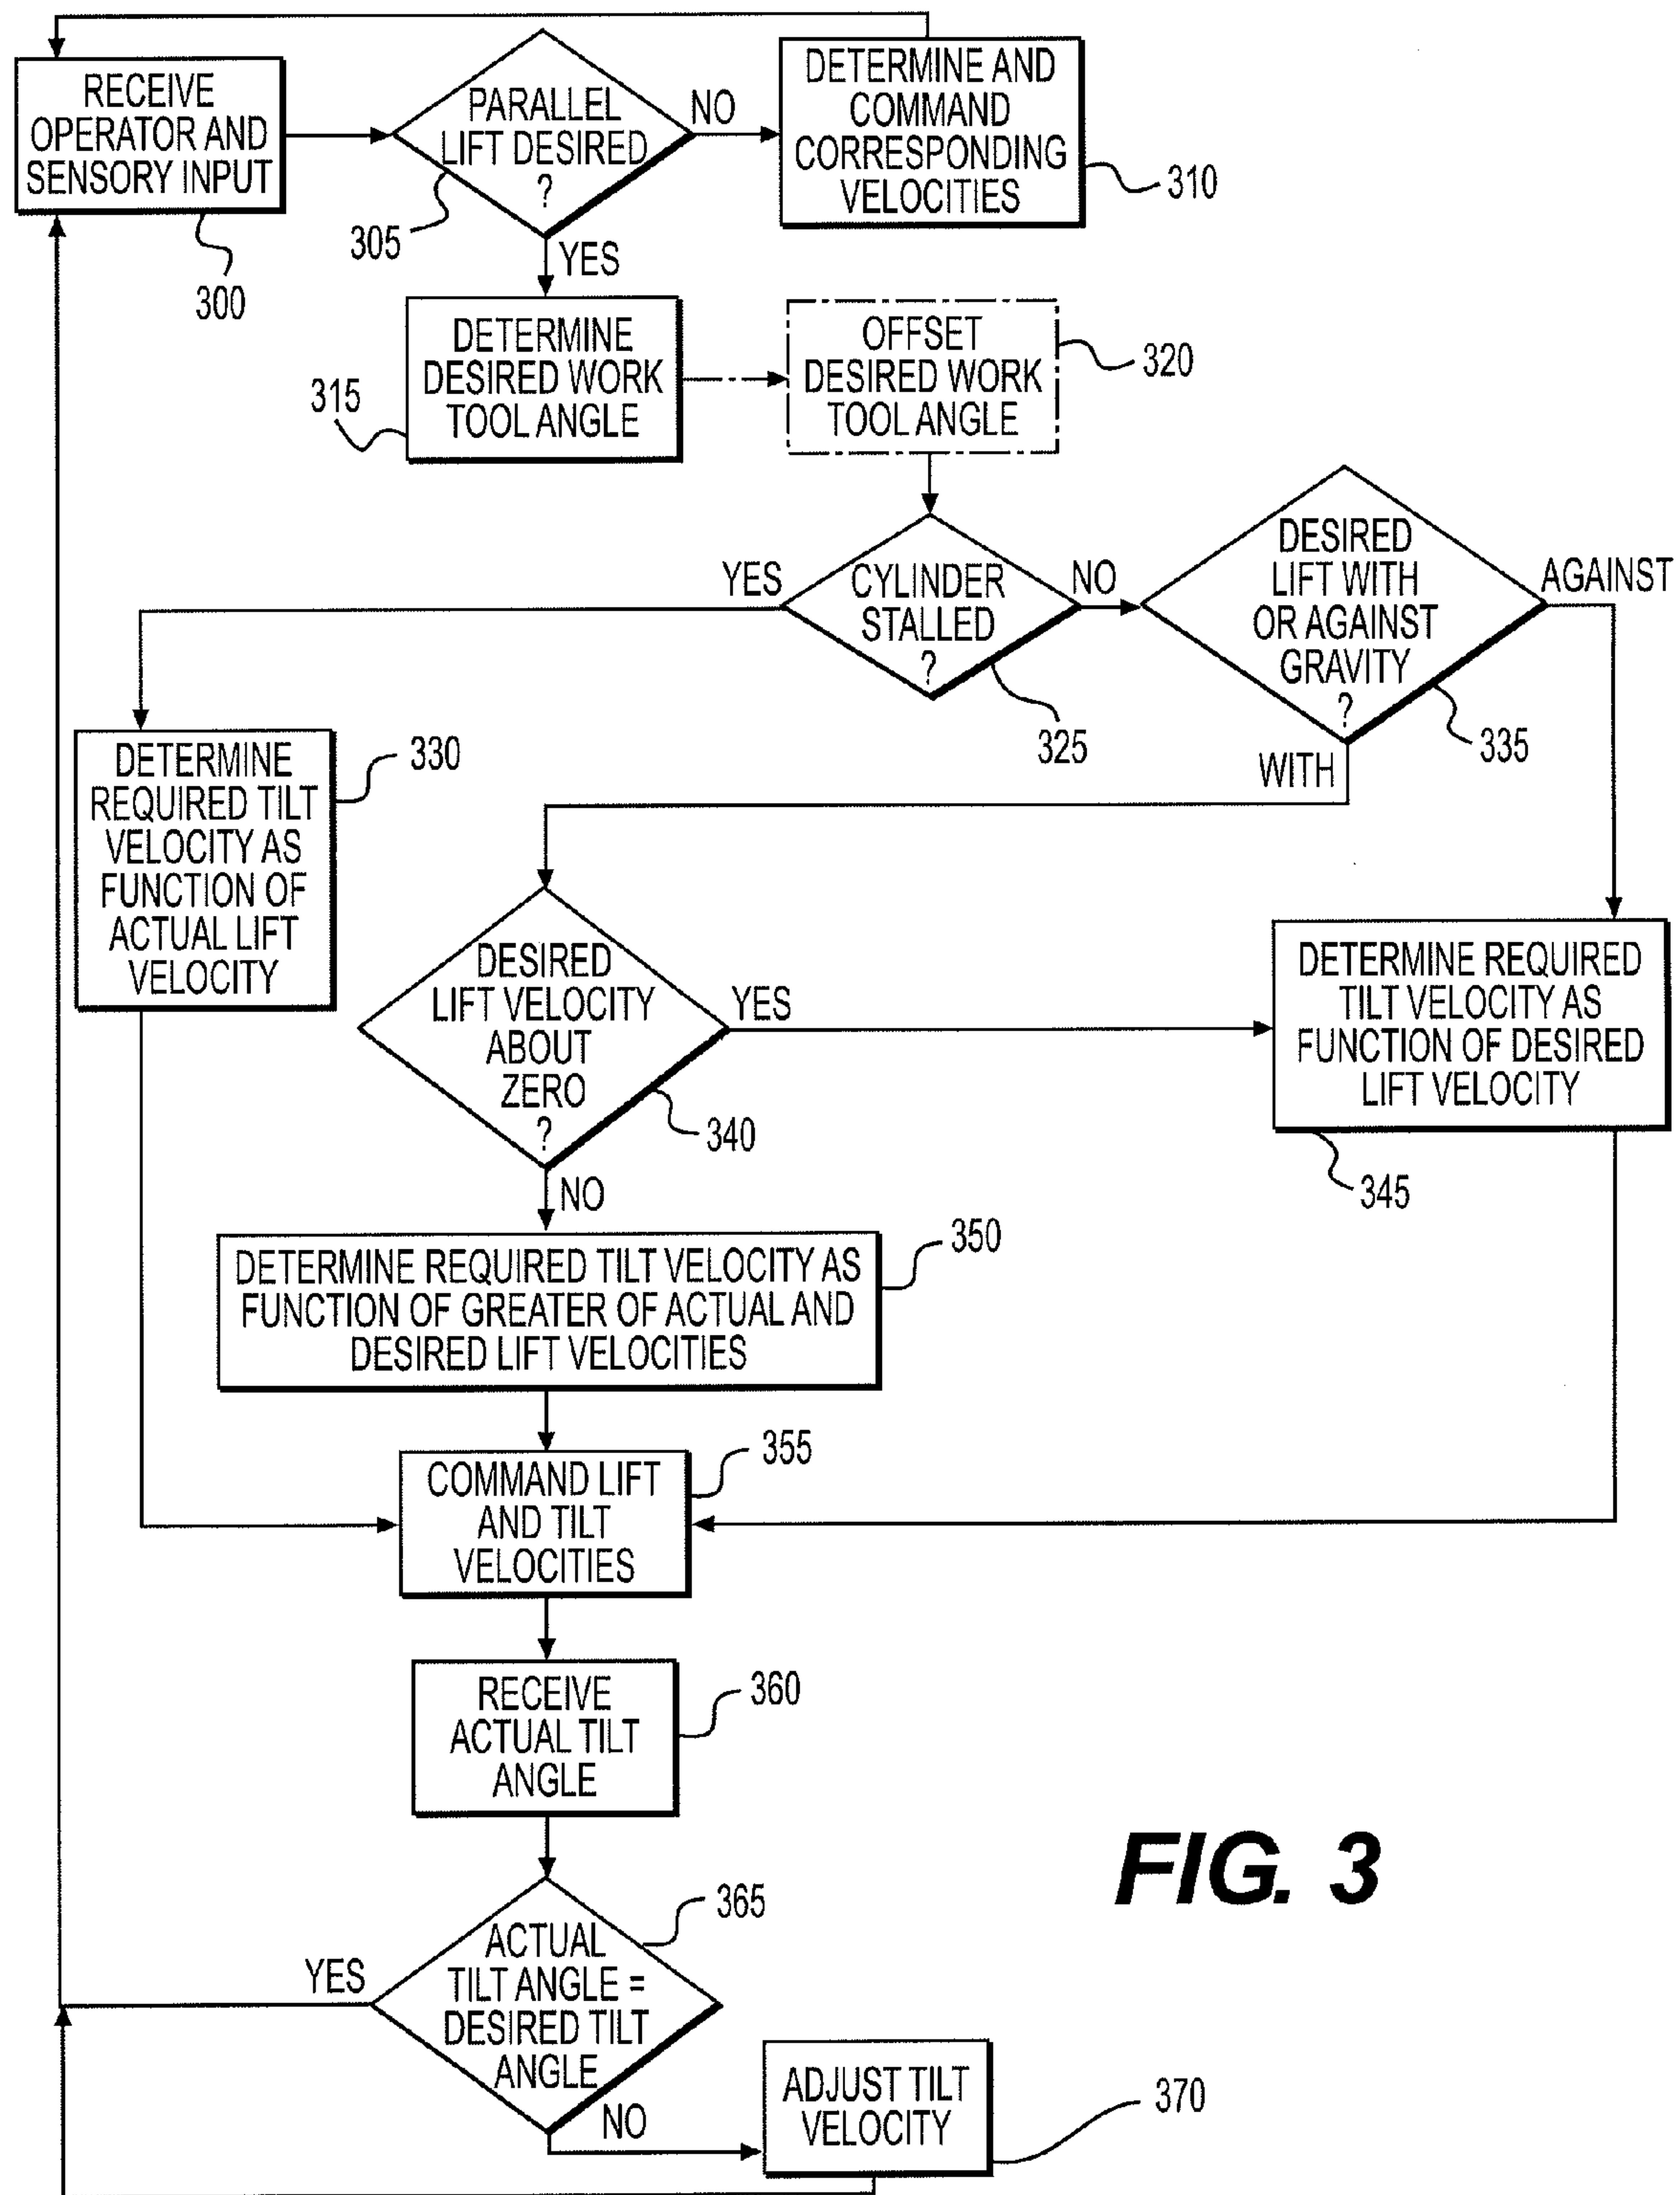 RECEIVE
OPERATOR AND
SENSORY INPUT
300
PARALLEL
LIFT DESIRED
?
305
NO
YES
DETERMINE AND
COMMAND
CORRESPONDING
VELOCITIES
310
DETERMINE
DESIRED WORK
TOOL ANGLE
315
OFFSET
DESIRED WORK
TOOL ANGLE
320
CYLINDER
STALLED
?
325
YES
NO
DESIRED
LIFT WITH
OR AGAINST
GRAVITY
?
335
AGAINST
WITH
DETERMINE
REQUIRED TILT
VELOCITY AS
FUNCTION OF
ACTUAL LIFT
VELOCITY
330
DESIRED
LIFT VELOCITY
ABOUT
ZERO
?
340
YES
NO
DETERMINE REQUIRED
TILT VELOCITY AS
FUNCTION OF DESIRED
LIFT VELOCITY
345
DETERMINE REQUIRED TILT VELOCITY AS
FUNCTION OF GREATER OF ACTUAL AND
DESIRED LIFT VELOCITIES
350
COMMAND LIFT
AND TILT
VELOCITIES
355
RECEIVE
ACTUAL TILT
ANGLE
360
ACTUAL
TILT ANGLE =
DESIRED TILT
ANGLE
365
YES
NO
ADJUST TILT
VELOCITY
370
FIG. 3